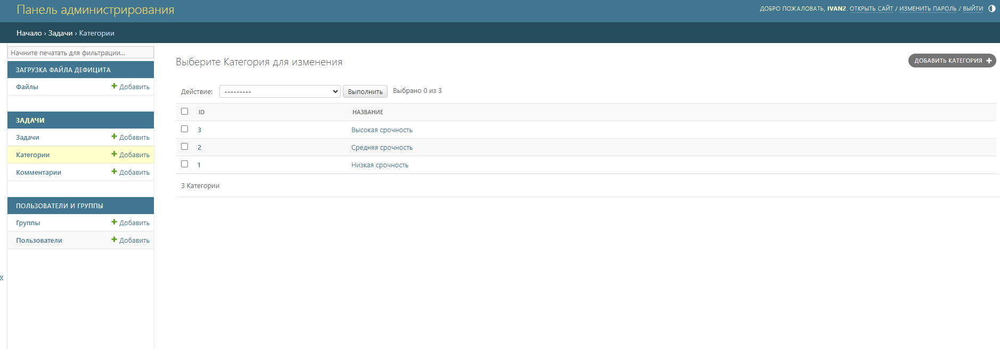 Панель администрирования
ДОБРО ПОЖАЛОВАТЬ, IVAN2. ОТКРЫТЬ САЙТ / ИЗМЕНИТЬ ПАРОЛЬ / ВЫЙТИ
Начало › Задачи › Категории
Начните печатать для фильтрации...
ЗАГРУЗКА ФАЙЛА ДЕФИЦИТА
Файлы + Добавить
ЗАДАЧИ
Задачи + Добавить
Категории + Добавить
Комментарии + Добавить
ПОЛЬЗОВАТЕЛИ И ГРУППЫ
Группы + Добавить
Пользователи + Добавить
«
Выберите Категория для изменения
ДОБАВИТЬ КАТЕГОРИЯ +
Действие: --------- Выполнить Выбрано 0 из 3
ID НАЗВАНИЕ
3 Высокая срочность
2 Средняя срочность
1 Низкая срочность
3 Категории